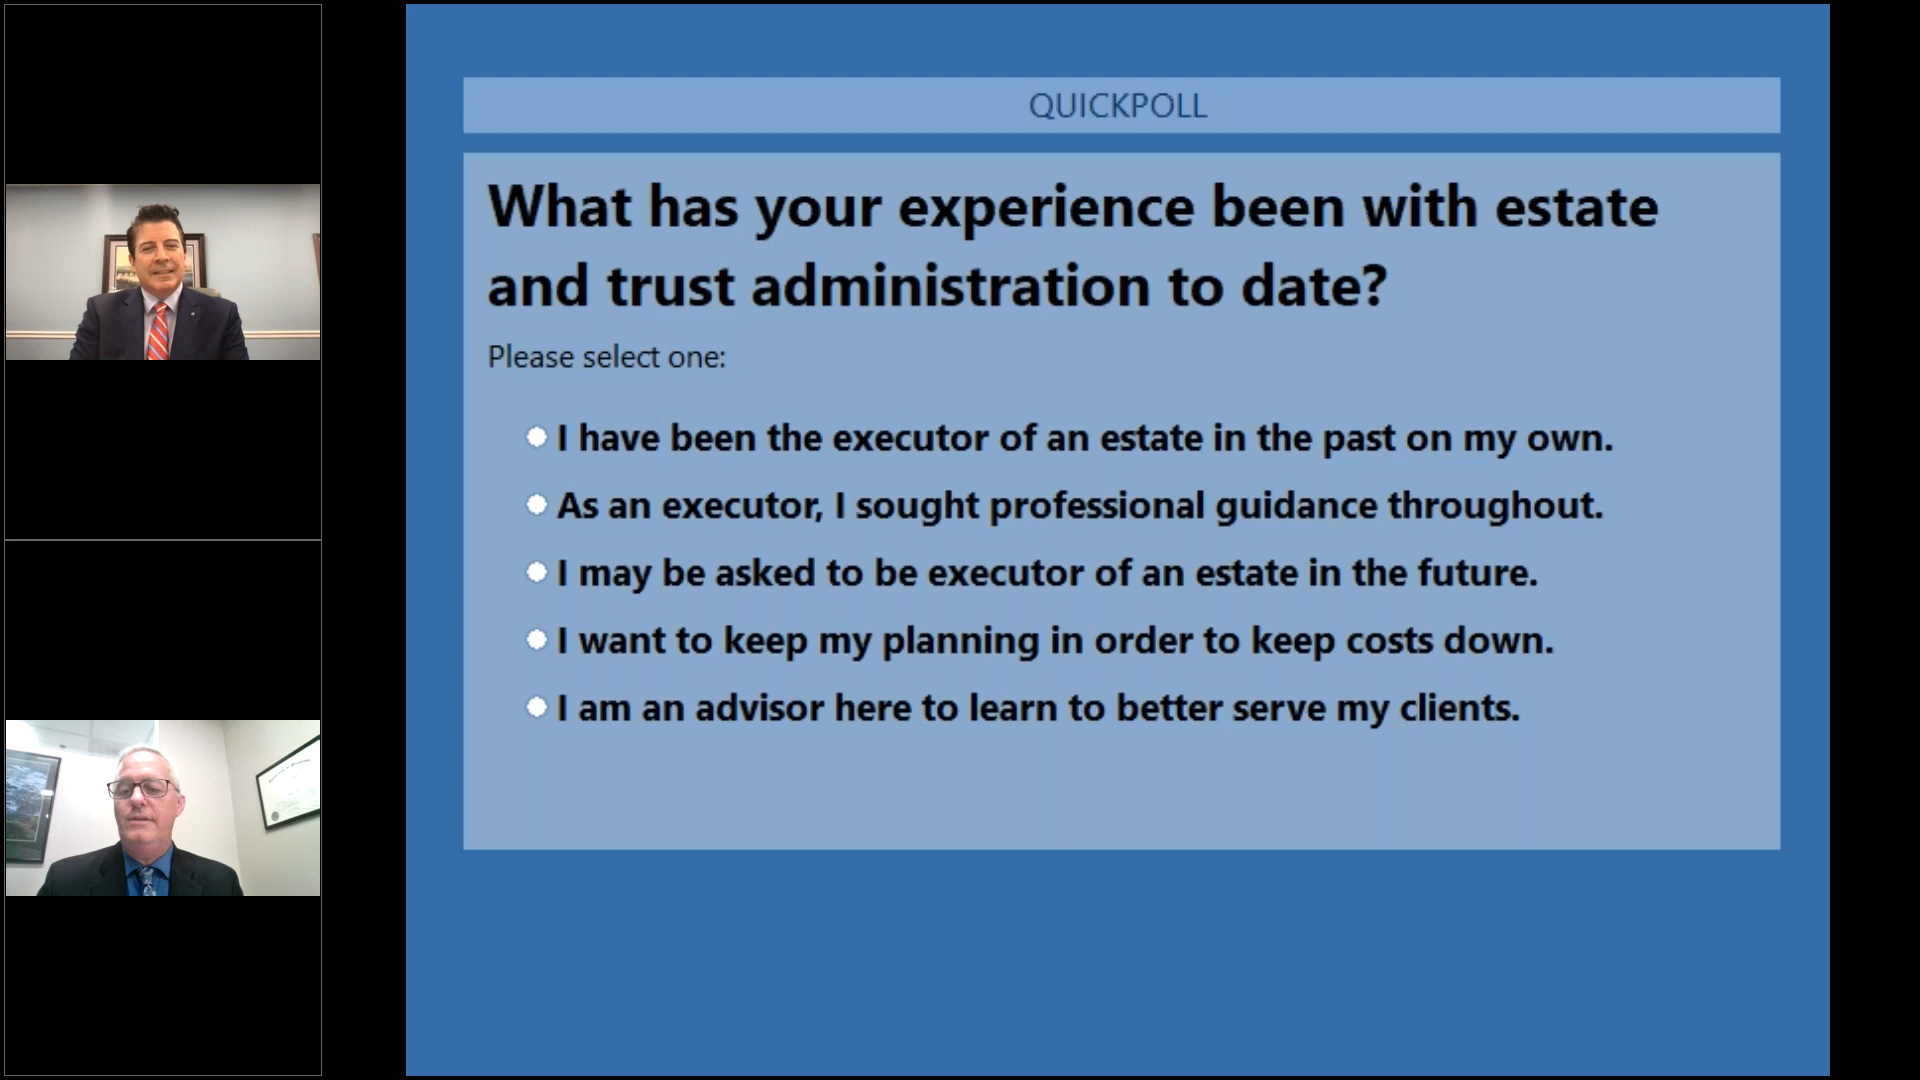 QUICKPOLL
What has your experience been with estate
and trust administration to date?
Please select one:
I have been the executor of an estate in the past on my own.
As an executor, I sought professional guidance throughout.
I may be asked to be executor of an estate in the future.
I want to keep my planning in order to keep costs down.
I am an advisor here to learn to better serve my clients.